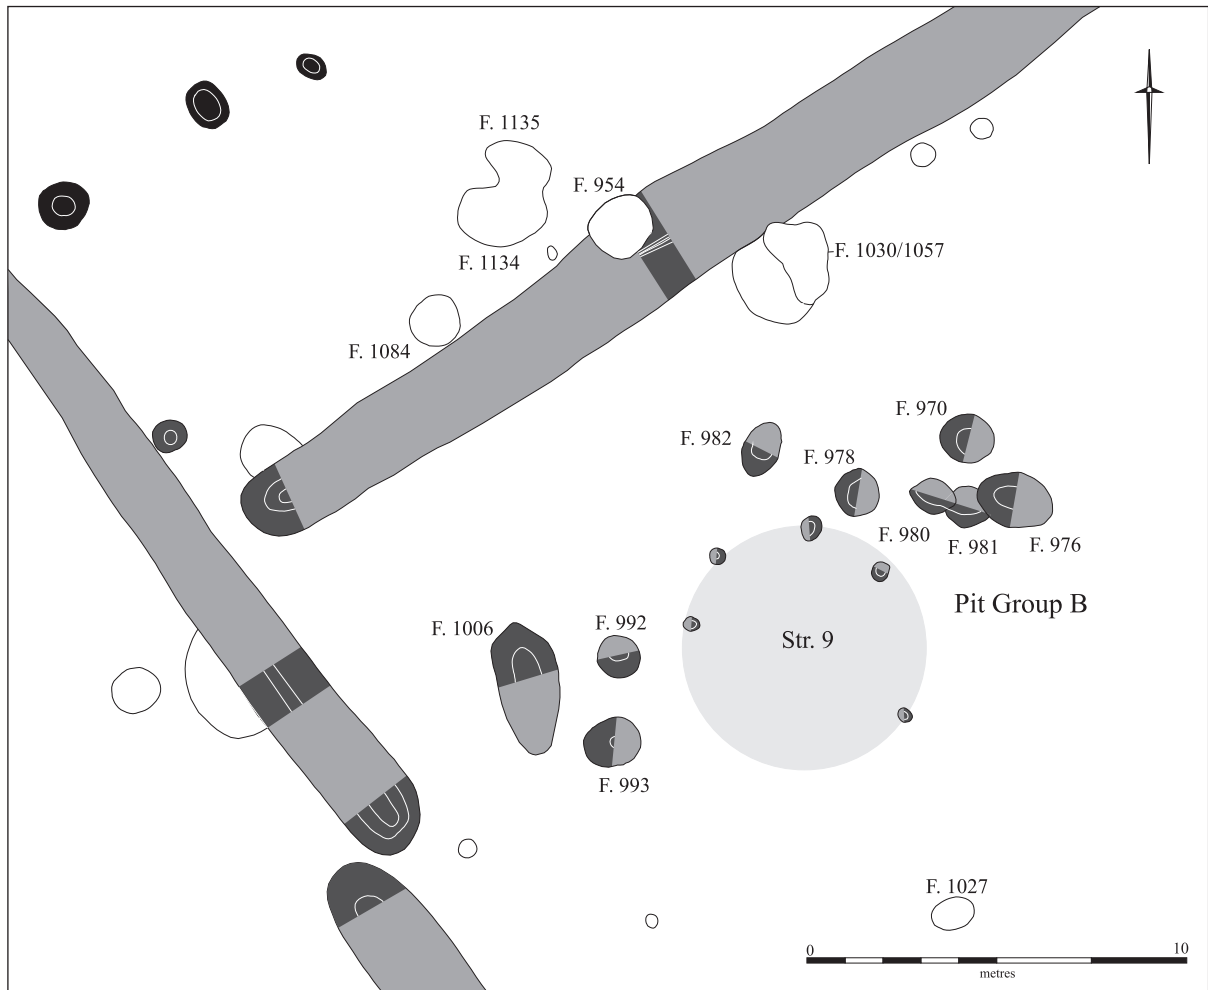 F. 1135
F. 954
F. 1134
F. 1030/1057
F. 1084
F. 970
F. 982
F. 978
F. 980
F. 981
F. 976
Pit Group B
F. 1006
F. 992
Str. 9
F. 993
F. 1027
0
10
metres